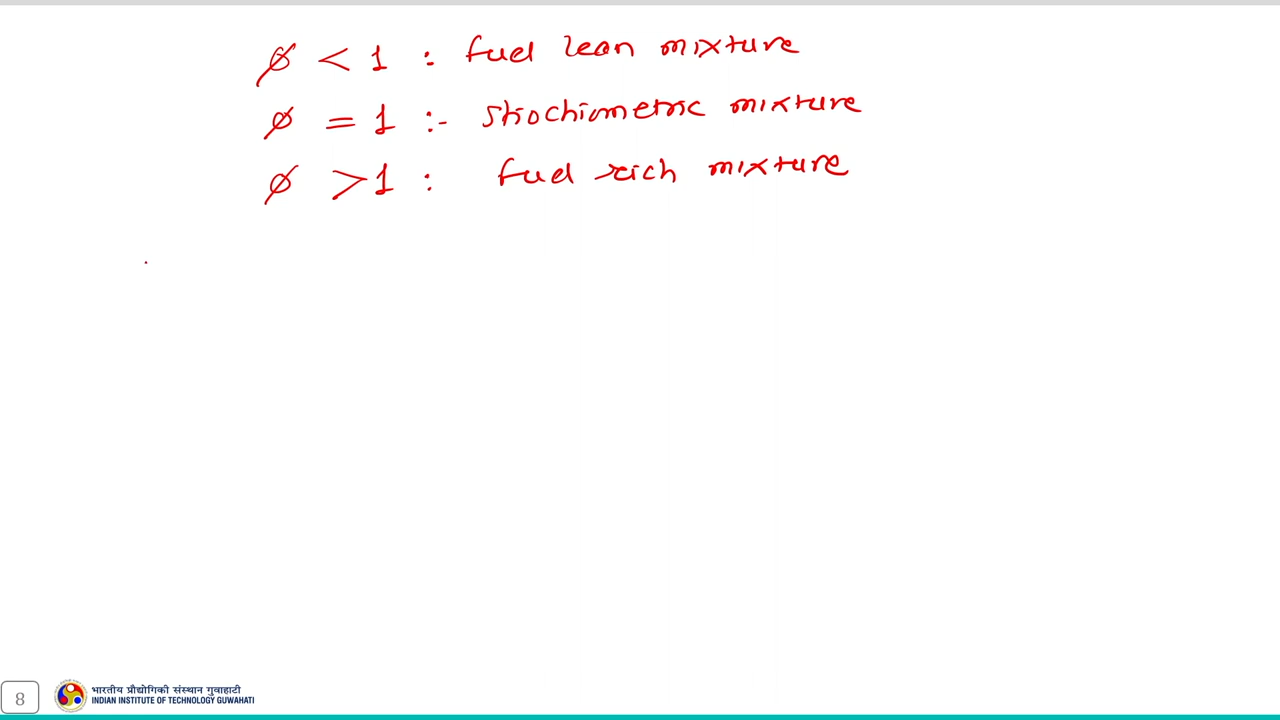 ø < 1 : fuel lean mixture
ø = 1 :- stiochiometric mixture
ø > 1 : fuel rich mixture
8
भारतीय प्रौद्योगिकी संस्थान गुवाहाटी
INDIAN INSTITUTE OF TECHNOLOGY GUWAHATI